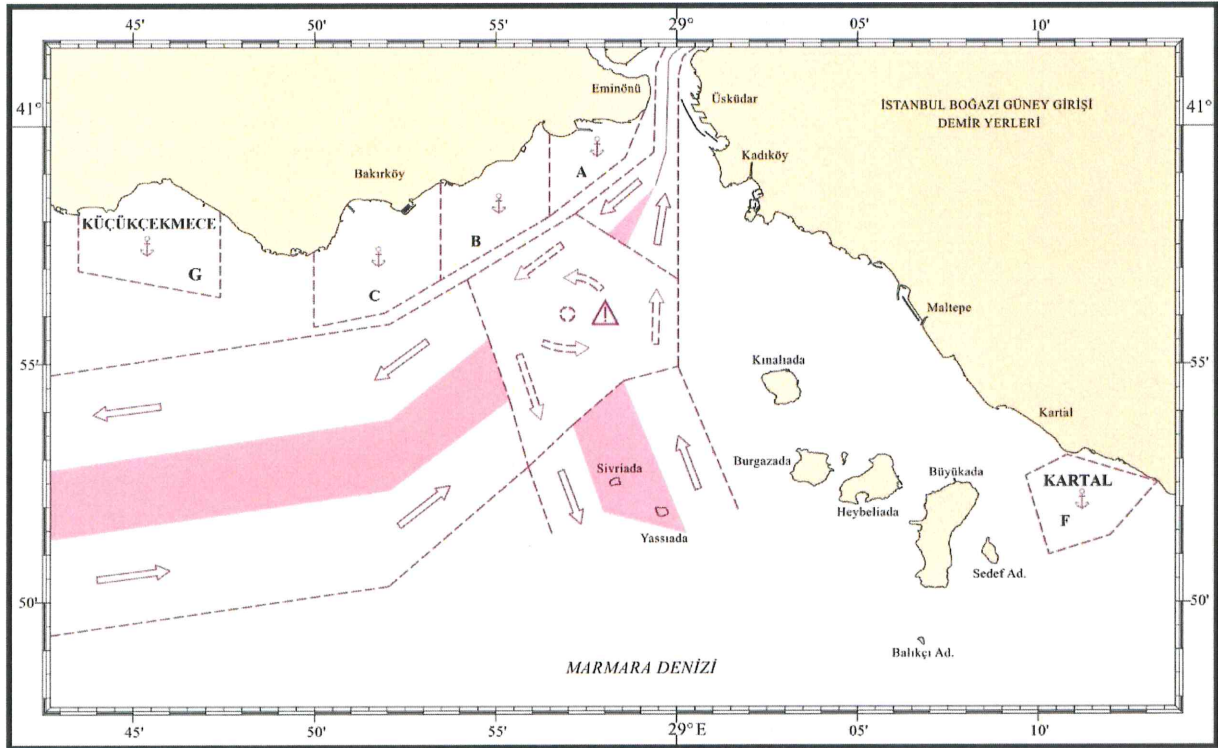 45'
50'
55'
29°
05'
10'
Eminönü
Üsküdar
41°
İSTANBUL BOĞAZI GÜNEY GİRİŞİ
DEMİR YERLERİ
41°
Kadıköy
A
Bakırköy
KÜÇÜKÇEKMECE
B
G
C
Maltepe
55'
Kınalıada
55'
Kartal
Sivriada
Burgazada
Büyükada
KARTAL
Heybeliada
F
Yassıada
Sedef Ad.
50'
50'
Balıkçı Ad.
MARMARA DENİZİ
45'
50'
55'
29° E
05'
10'